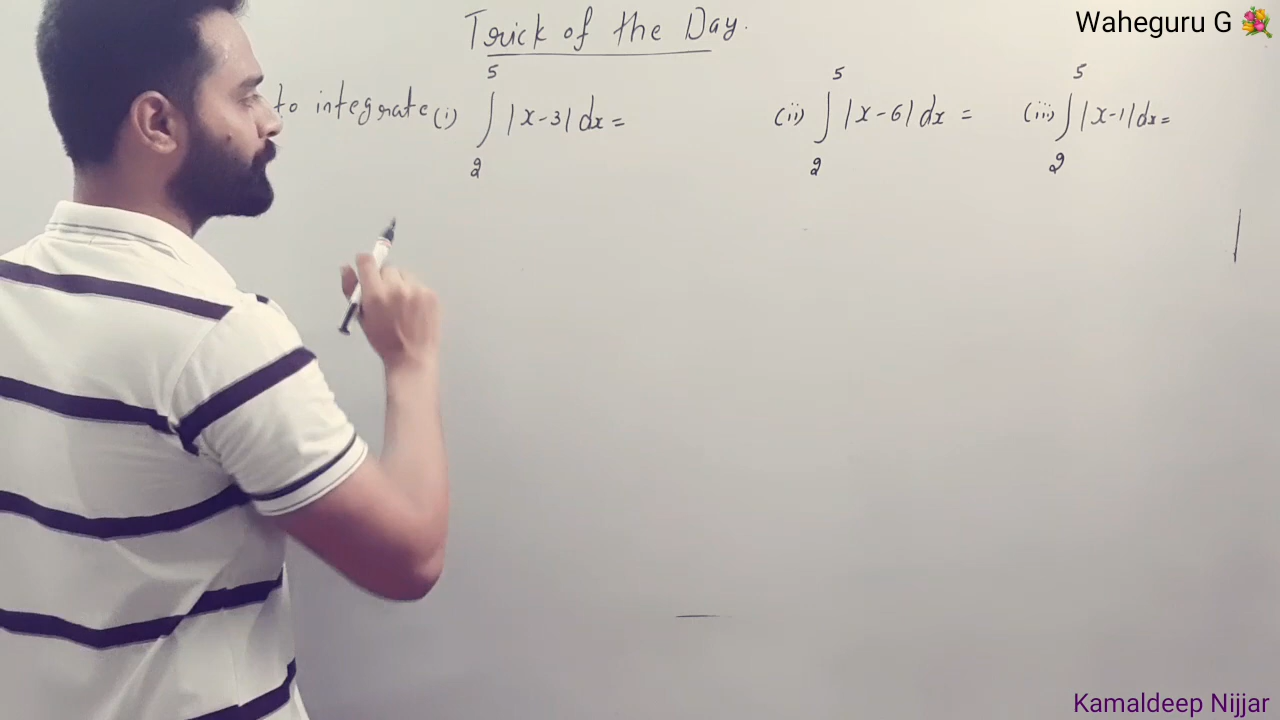 Trick of the Day.
Waheguru G 💐
to integrate (i) ∫₂⁵ |x-3| dx =
(ii) ∫₂⁵ |x-6| dx =
(iii) ∫₂⁵ |x-1| dx =
Kamaldeep Nijjar